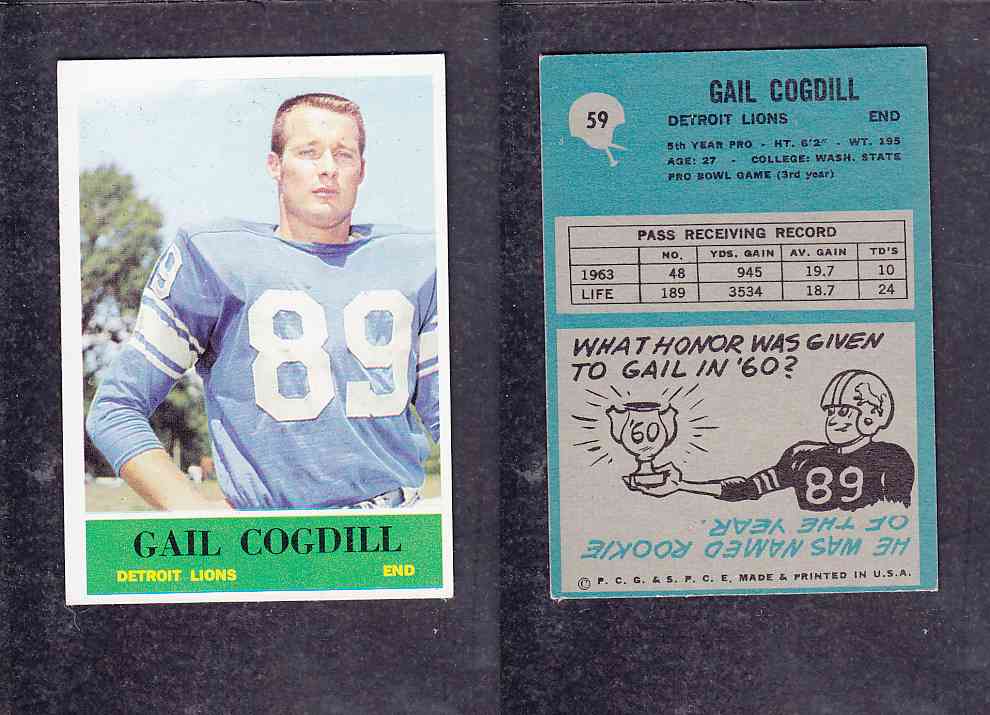 89
89
GAIL COGDILL
DETROIT LIONS END
59
GAIL COGDILL
DETROIT LIONS END
5th YEAR PRO - HT. 6'2" - WT. 195
AGE: 27 - COLLEGE: WASH. STATE
PRO BOWL GAME (3rd year)
PASS RECEIVING RECORD
NO. YDS. GAIN AV. GAIN TD'S
1963 48 945 19.7 10
LIFE 189 3534 18.7 24
WHAT HONOR WAS GIVEN
TO GAIL IN '60?
'60
89
HE WAS NAMED ROOKIE
OF THE YEAR.
© P. C. G. & S. P. C. E. MADE & PRINTED IN U.S.A.